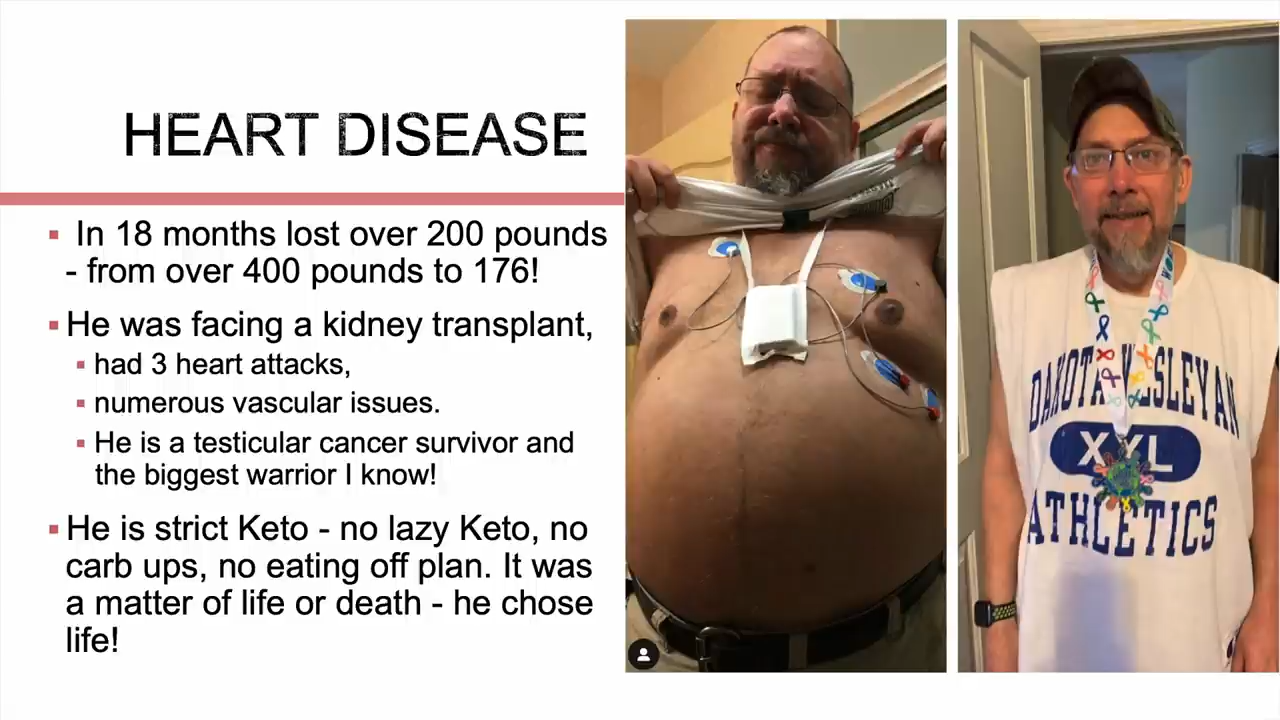 HEART DISEASE
In 18 months lost over 200 pounds
- from over 400 pounds to 176!
He was facing a kidney transplant,
had 3 heart attacks,
numerous vascular issues.
He is a testicular cancer survivor and
the biggest warrior I know!
He is strict Keto - no lazy Keto, no
carb ups, no eating off plan. It was
a matter of life or death - he chose
life!
DAKOTA WESLEYAN
XXL
ATHLETICS